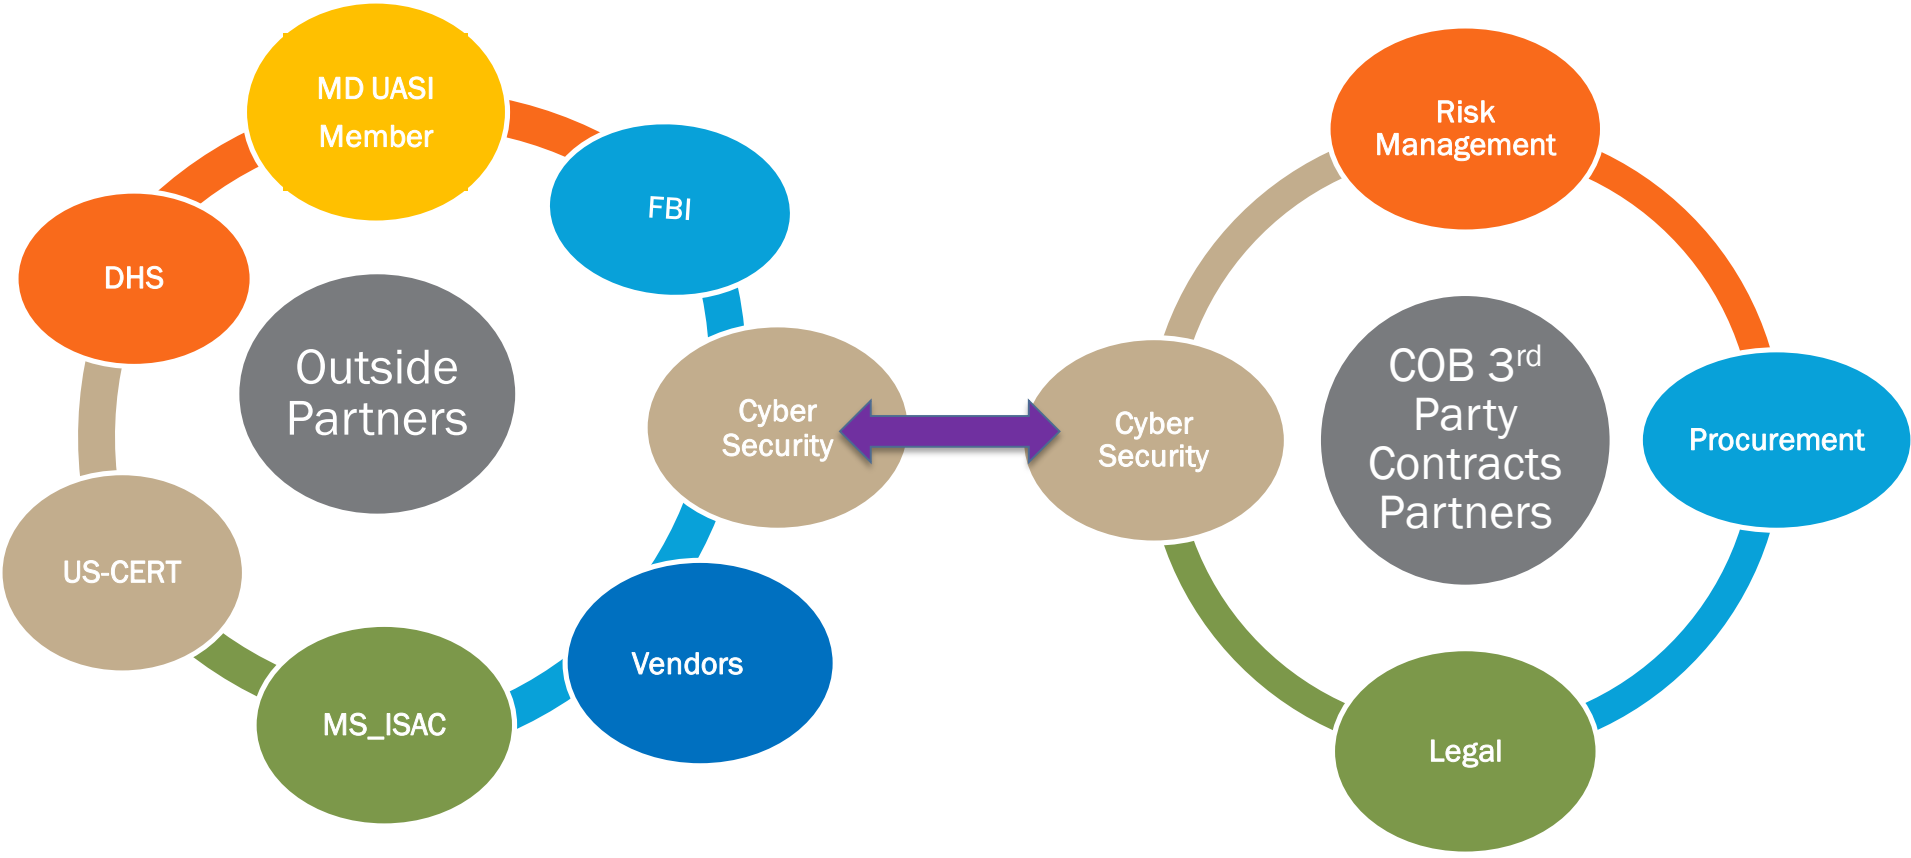 MD UASI
Member
FBI
DHS
Outside
Partners
Cyber
Security
US-CERT
MS_ISAC
Vendors
Risk
Management
Cyber
Security
COB 3rd
Party
Contracts
Partners
Procurement
Legal